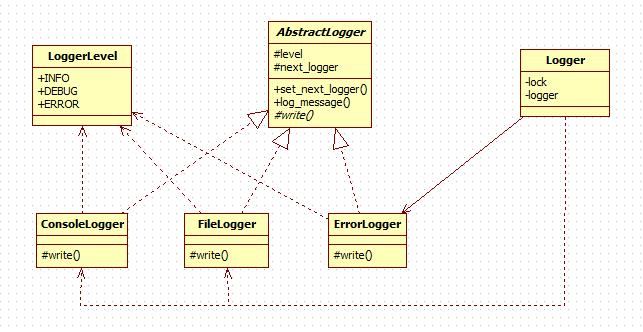 AbstractLogger
#level
#next_logger
+set_next_logger()
+log_message()
#write()
LoggerLevel
+INFO
+DEBUG
+ERROR
Logger
-lock
-logger
ConsoleLogger
#write()
FileLogger
#write()
ErrorLogger
#write()